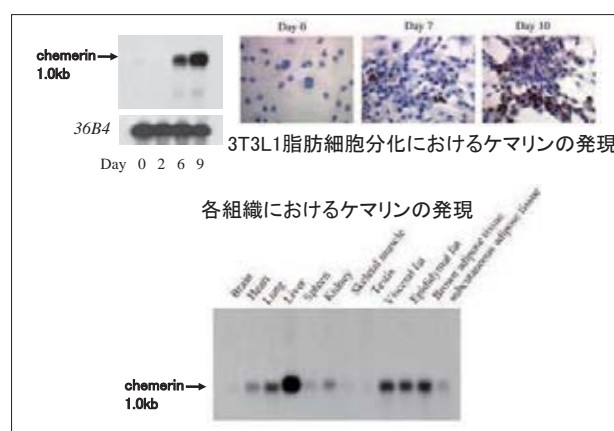 chemerin
1.0kb
36B4
Day 0 2 6 9
Day 0
Day 7
Day 10
3T3L1脂肪細胞分化におけるケマリンの発現
各組織におけるケマリンの発現
Brain
Heart
Lung
Liver
Spleen
Kidney
Skeletal muscle
Testis
Visceral fat
Epididymal fat
Brown adipose tissue
subcutaneous adipose tissue
chemerin
1.0kb